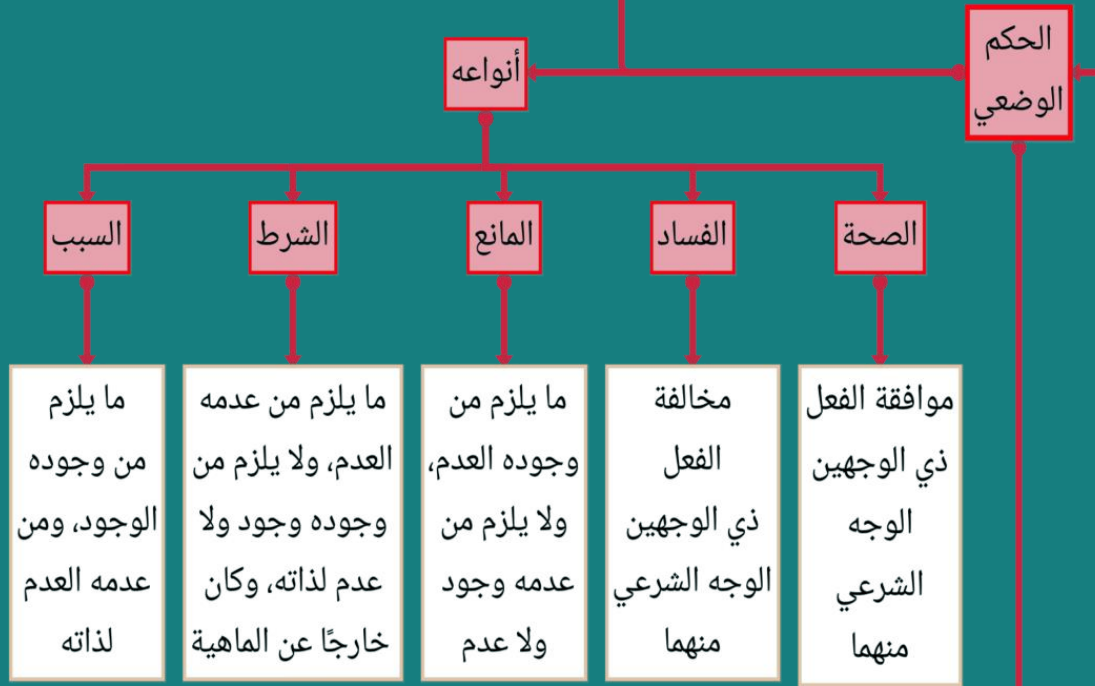 الحكم
الوضعي
أنواعه
الصحة
الفساد
المانع
الشرط
السبب
موافقة الفعل
ذي الوجهين
الوجه
الشرعي
منهما
مخالفة
الفعل
ذي الوجهين
الوجه الشرعي
منهما
ما يلزم من
وجوده العدم،
ولا يلزم من
عدمه وجود
ولا عدم
ما يلزم من عدمه
العدم، ولا يلزم من
وجوده وجود ولا
عدم لذاته، وكان
خارجًا عن الماهية
ما يلزم
من وجوده
الوجود، ومن
عدمه العدم
لذاته